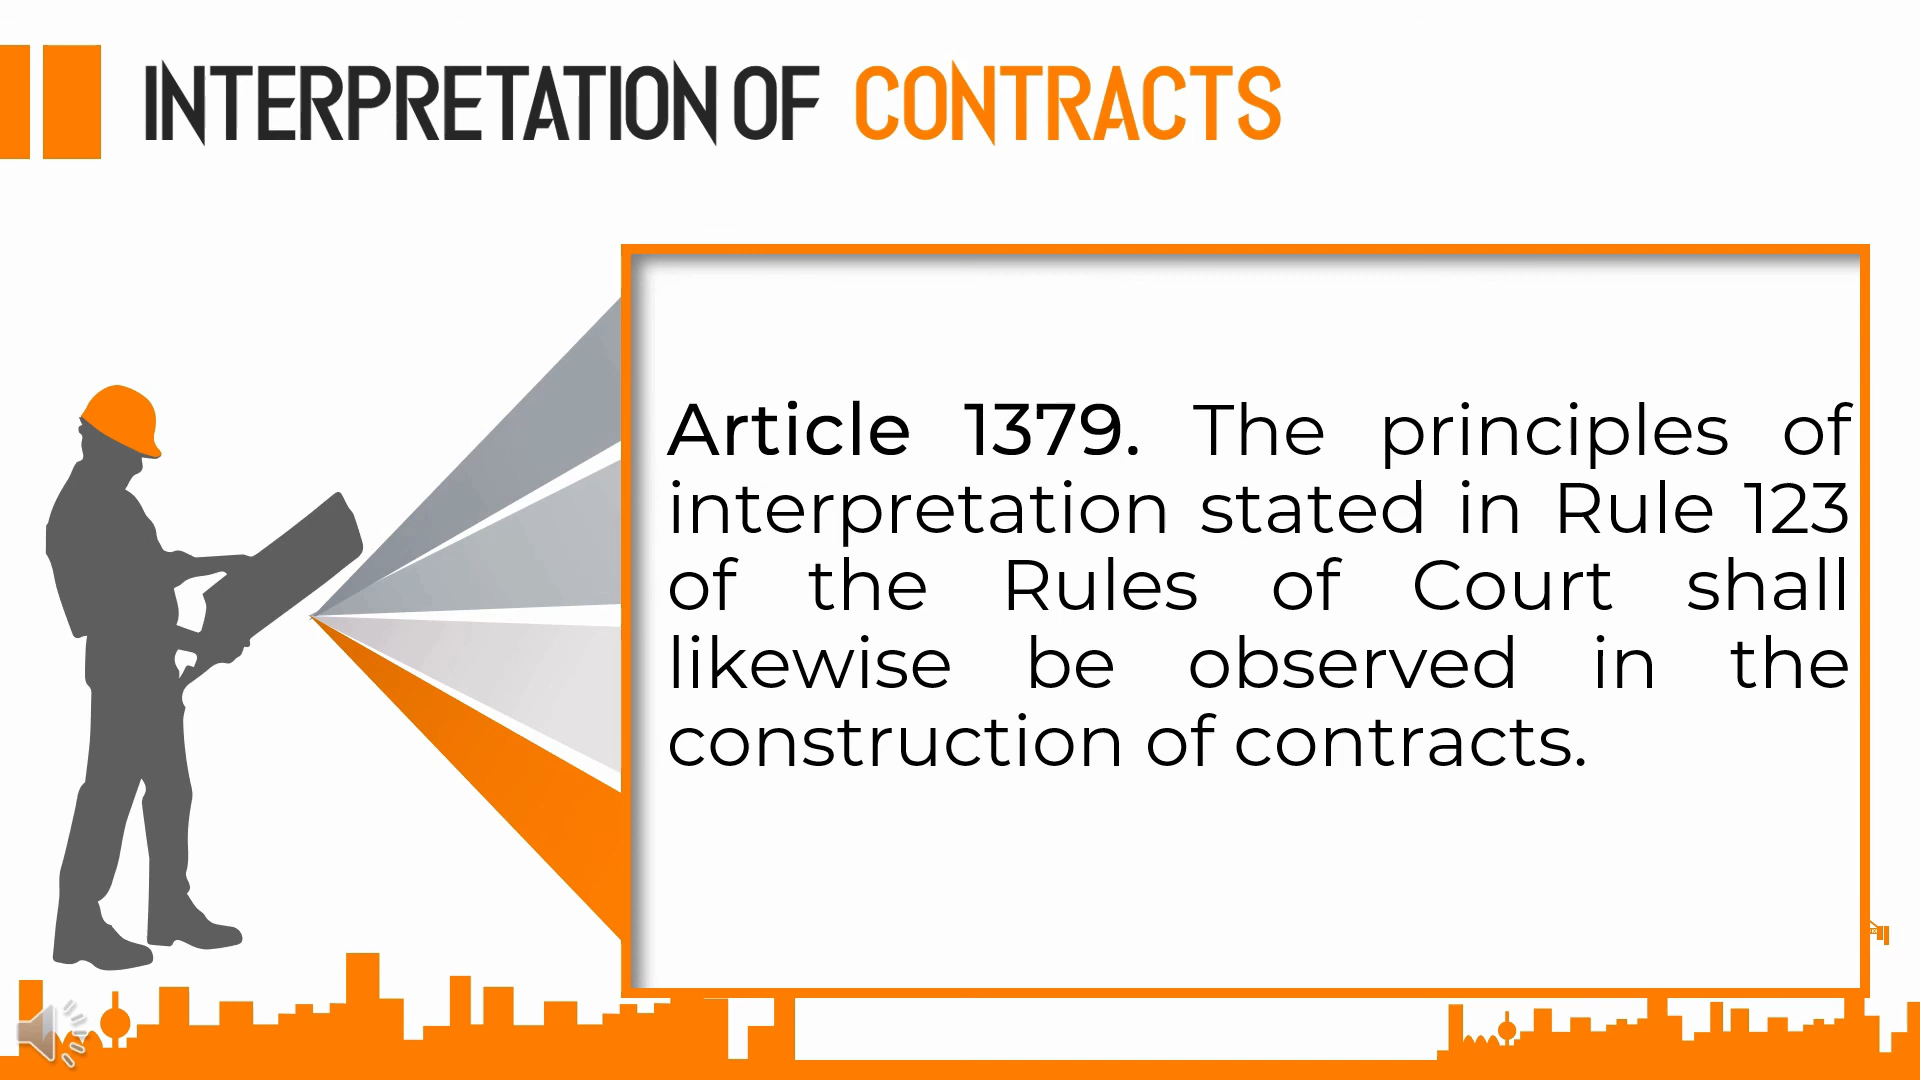 INTERPRETATION OF CONTRACTS
Article 1379. The principles of
interpretation stated in Rule 123
of the Rules of Court shall
likewise be observed in the
construction of contracts.